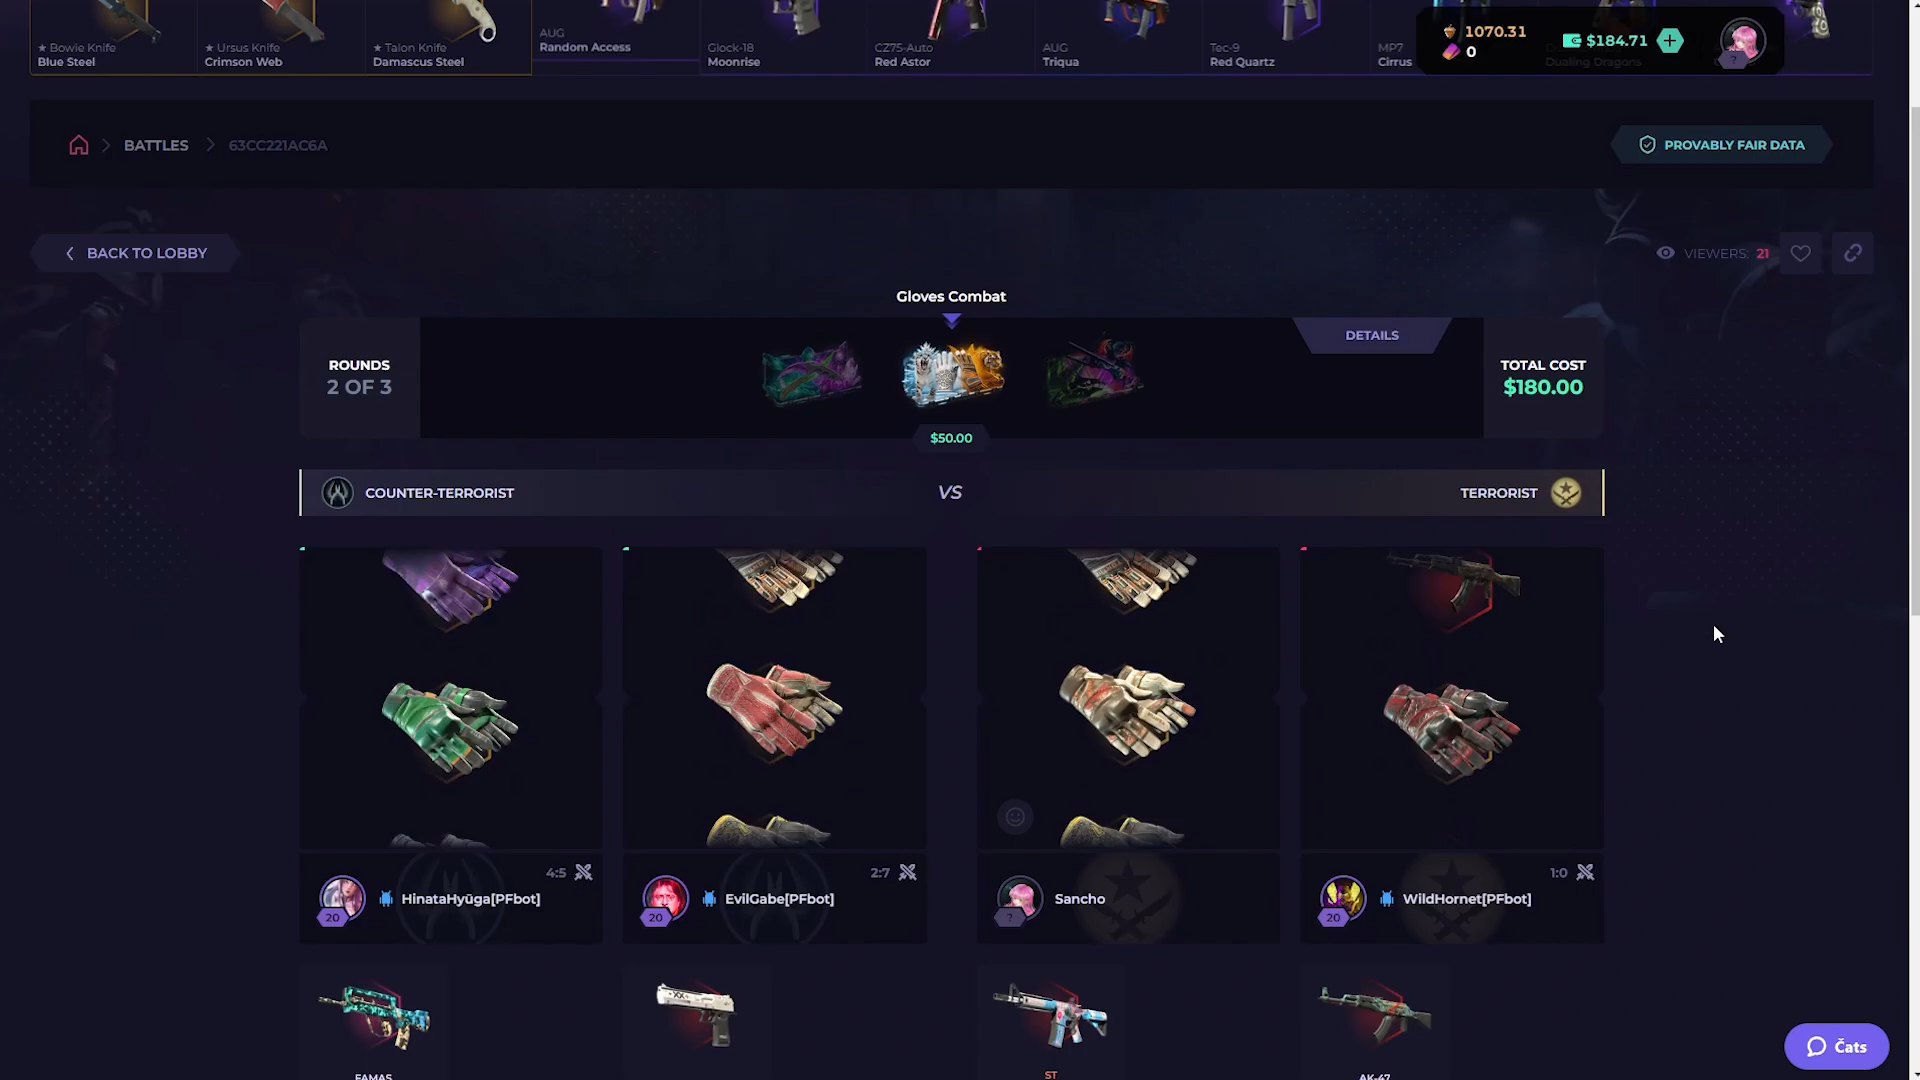 ★ Bowie Knife
Blue Steel
★ Ursus Knife
Crimson Web
★ Talon Knife
Damascus Steel
AUG
Random Access
Glock-18
Moonrise
CZ75-Auto
Red Astor
AUG
Triqua
Tec-9
Red Quartz
MP7
Cirrus
Dualing Dragons
1070.31
0
$184.71
?
BATTLES
63CC221AC6A
PROVABLY FAIR DATA
BACK TO LOBBY
VIEWERS: 21
Gloves Combat
ROUNDS
2 OF 3
DETAILS
TOTAL COST
$180.00
$50.00
COUNTER-TERRORIST
VS
TERRORIST
4:5
HinataHyūga[PFbot]
20
2:7
EvilGabe[PFbot]
20
Sancho
?
1:0
WildHornet[PFbot]
20
FAMAS
ST
AK-47
Čats